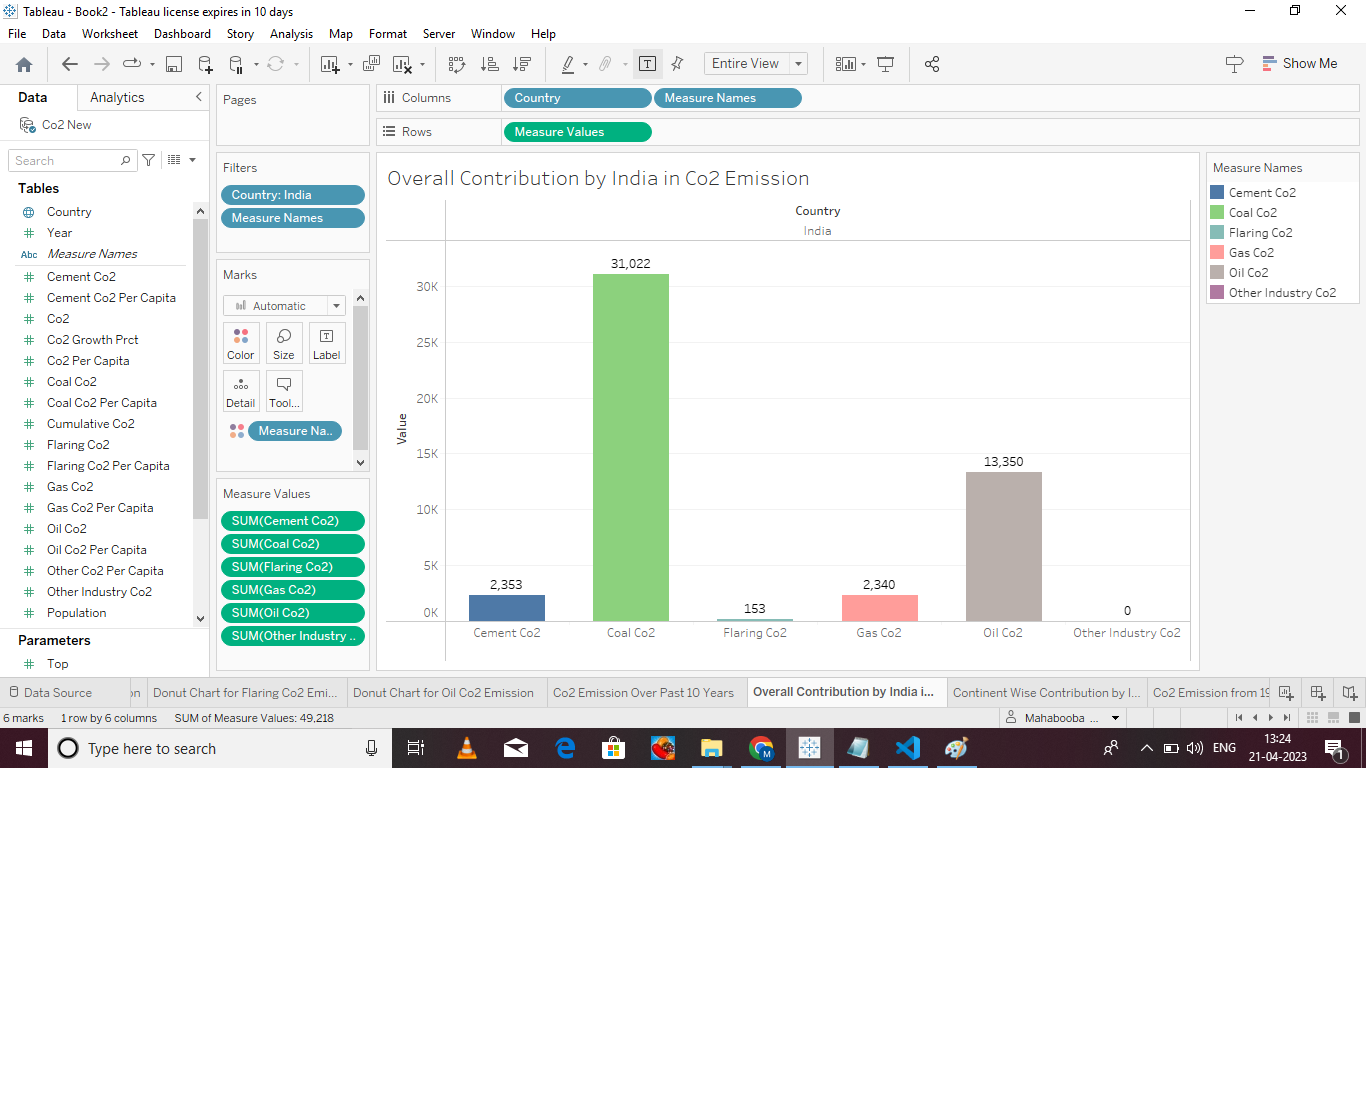 Tableau - Book2 - Tableau license expires in 10 days
File Data Worksheet Dashboard Story Analysis Map Format Server Window Help
Entire View
Show Me
Data Analytics
Co2 New
Search
Tables
Country
Year
Abc Measure Names
Cement Co2
Cement Co2 Per Capita
Co2
Co2 Growth Prct
Co2 Per Capita
Coal Co2
Coal Co2 Per Capita
Cumulative Co2
Flaring Co2
Flaring Co2 Per Capita
Gas Co2
Gas Co2 Per Capita
Oil Co2
Oil Co2 Per Capita
Other Co2 Per Capita
Other Industry Co2
Population
Parameters
Top
Pages
Filters
Country: India
Measure Names
Marks
Automatic
Color Size Label
Detail Tool...
Measure Na..
Measure Values
SUM(Cement Co2)
SUM(Coal Co2)
SUM(Flaring Co2)
SUM(Gas Co2)
SUM(Oil Co2)
SUM(Other Industry ..
Columns Country Measure Names
Rows Measure Values
Overall Contribution by India in Co2 Emission
Country
India
Value
30K
25K
20K
15K
10K
5K
0K
2,353
31,022
153
2,340
13,350
0
Cement Co2 Coal Co2 Flaring Co2 Gas Co2 Oil Co2 Other Industry Co2
Measure Names
Cement Co2
Coal Co2
Flaring Co2
Gas Co2
Oil Co2
Other Industry Co2
Data Source on Donut Chart for Flaring Co2 Emi... Donut Chart for Oil Co2 Emission Co2 Emission Over Past 10 Years Overall Contribution by India i... Continent Wise Contribution by I... Co2 Emission from 19
6 marks 1 row by 6 columns SUM of Measure Values: 49,218 Mahabooba ...
Type here to search
ENG
13:24
21-04-2023
1